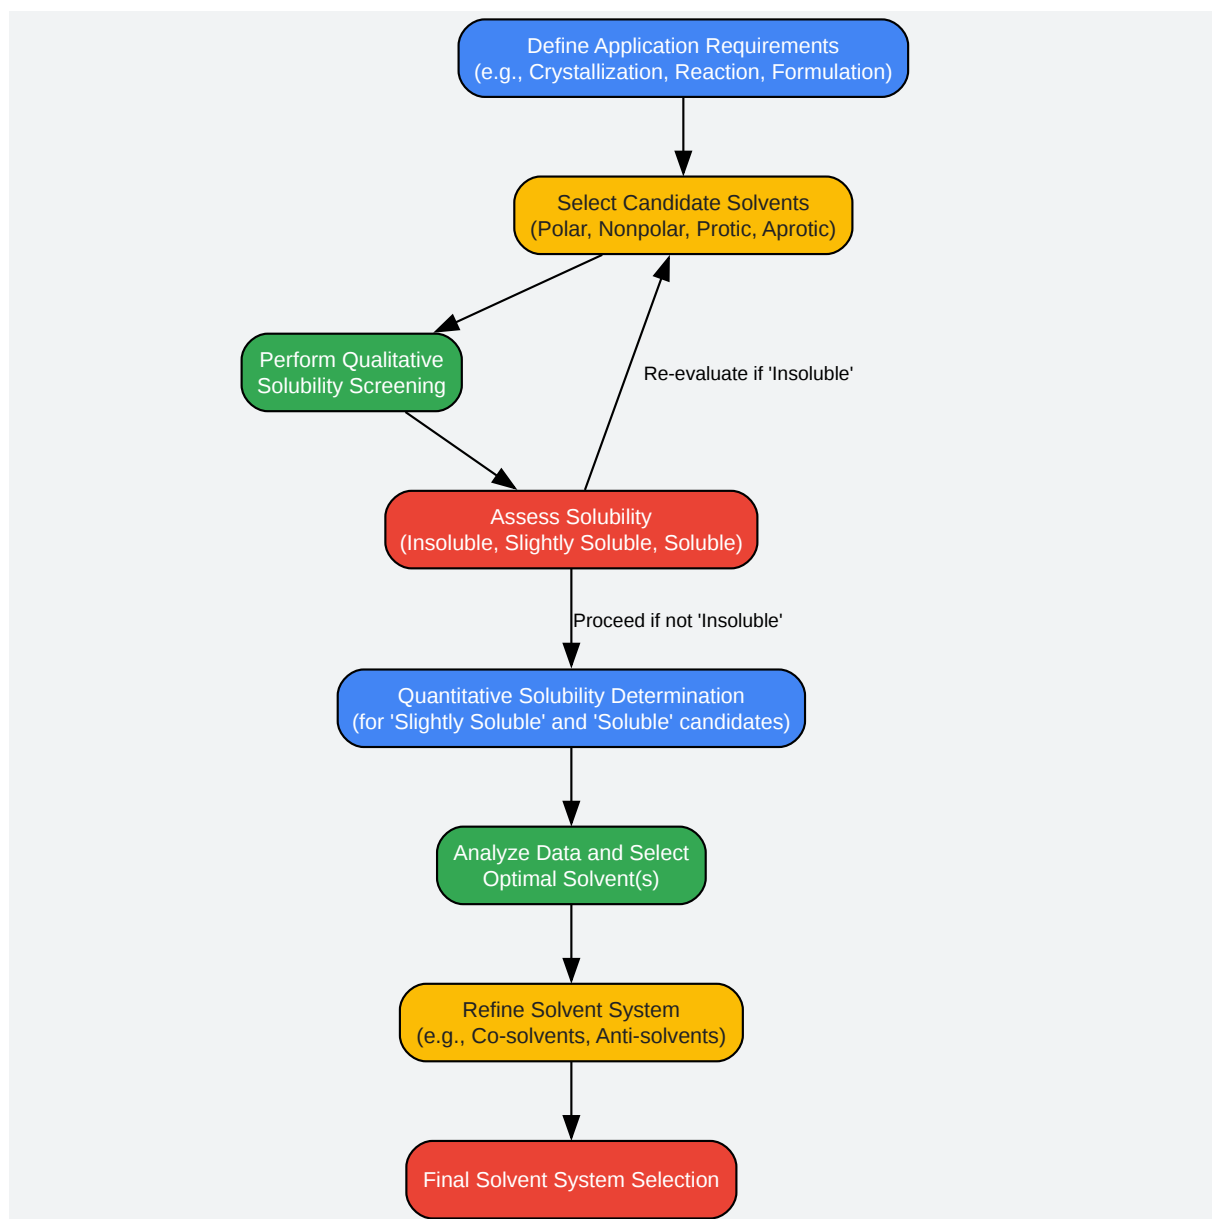 Define Application Requirements
(e.g., Crystallization, Reaction, Formulation)
Select Candidate Solvents
(Polar, Nonpolar, Protic, Aprotic)
Perform Qualitative
Solubility Screening
Re-evaluate if 'Insoluble'
Assess Solubility
(Insoluble, Slightly Soluble, Soluble)
Proceed if not 'Insoluble'
Quantitative Solubility Determination
(for 'Slightly Soluble' and 'Soluble' candidates)
Analyze Data and Select
Optimal Solvent(s)
Refine Solvent System
(e.g., Co-solvents, Anti-solvents)
Final Solvent System Selection